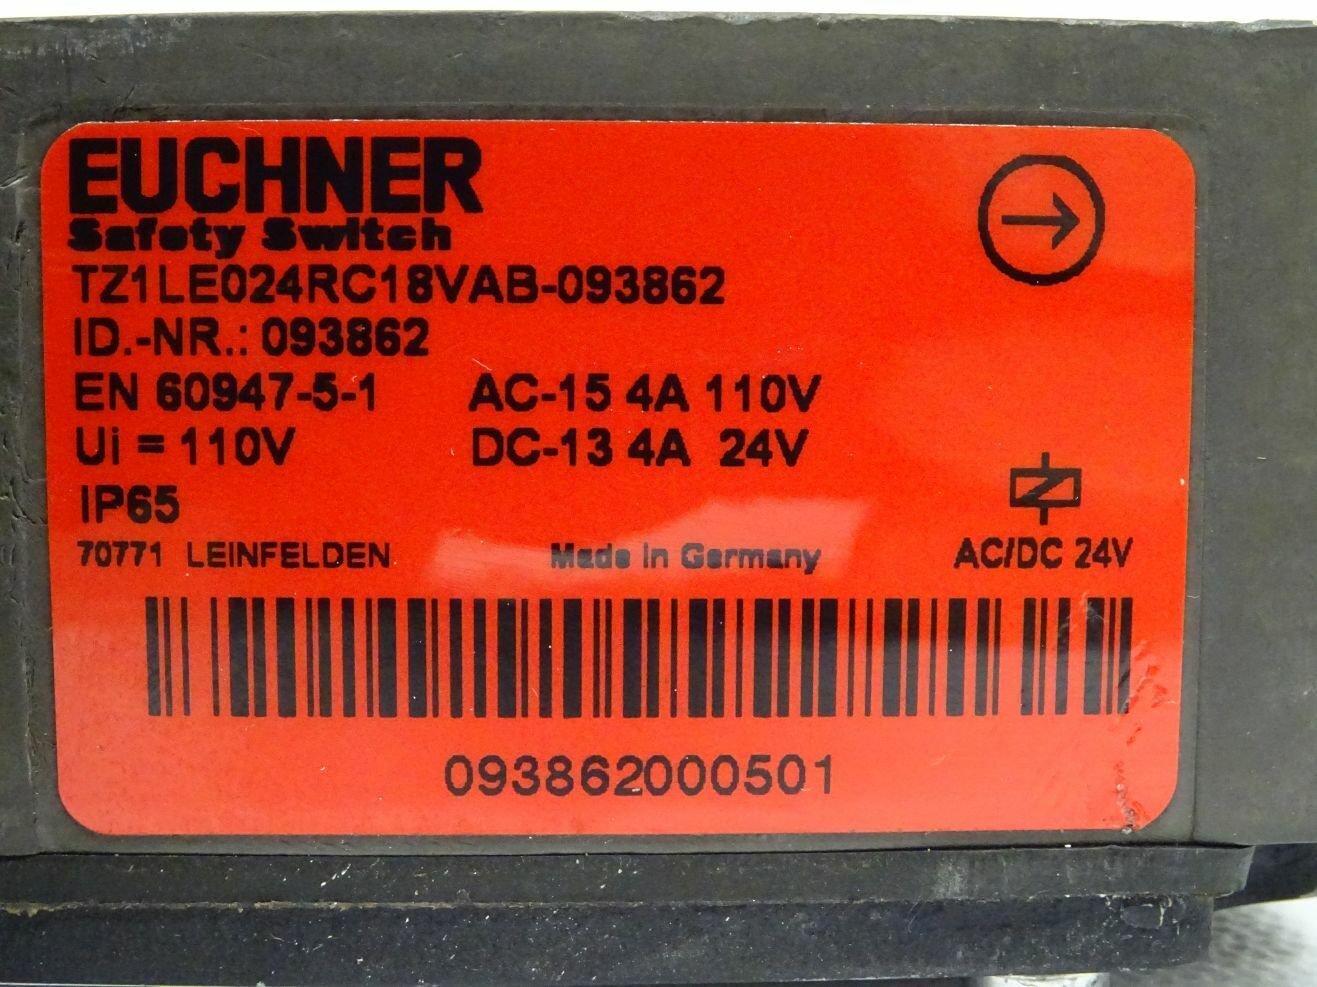 EUCHNER
Safety Switch
TZ1LE024RC18VAB-093862
ID.-NR.: 093862
EN 60947-5-1 AC-15 4A 110V
Ui = 110V DC-13 4A 24V
IP65
70771 LEINFELDEN Made in Germany AC/DC 24V
093862000501